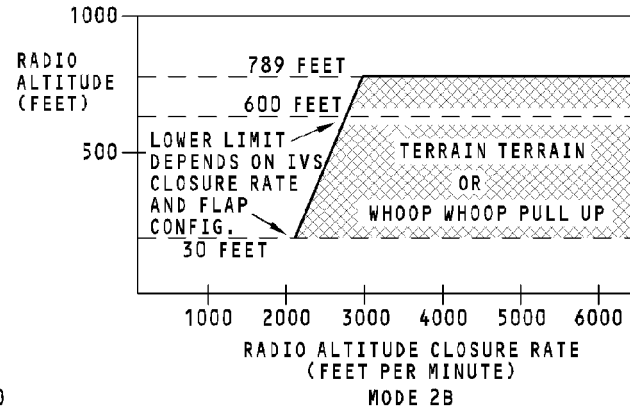 1000
RADIO
ALTITUDE
(FEET)
789 FEET
600 FEET
500
LOWER LIMIT
DEPENDS ON IVS
CLOSURE RATE
AND FLAP
CONFIG.
TERRAIN TERRAIN
OR
WHOOP WHOOP PULL UP
30 FEET
1000 2000 3000 4000 5000 6000
RADIO ALTITUDE CLOSURE RATE
(FEET PER MINUTE)
MODE 2B